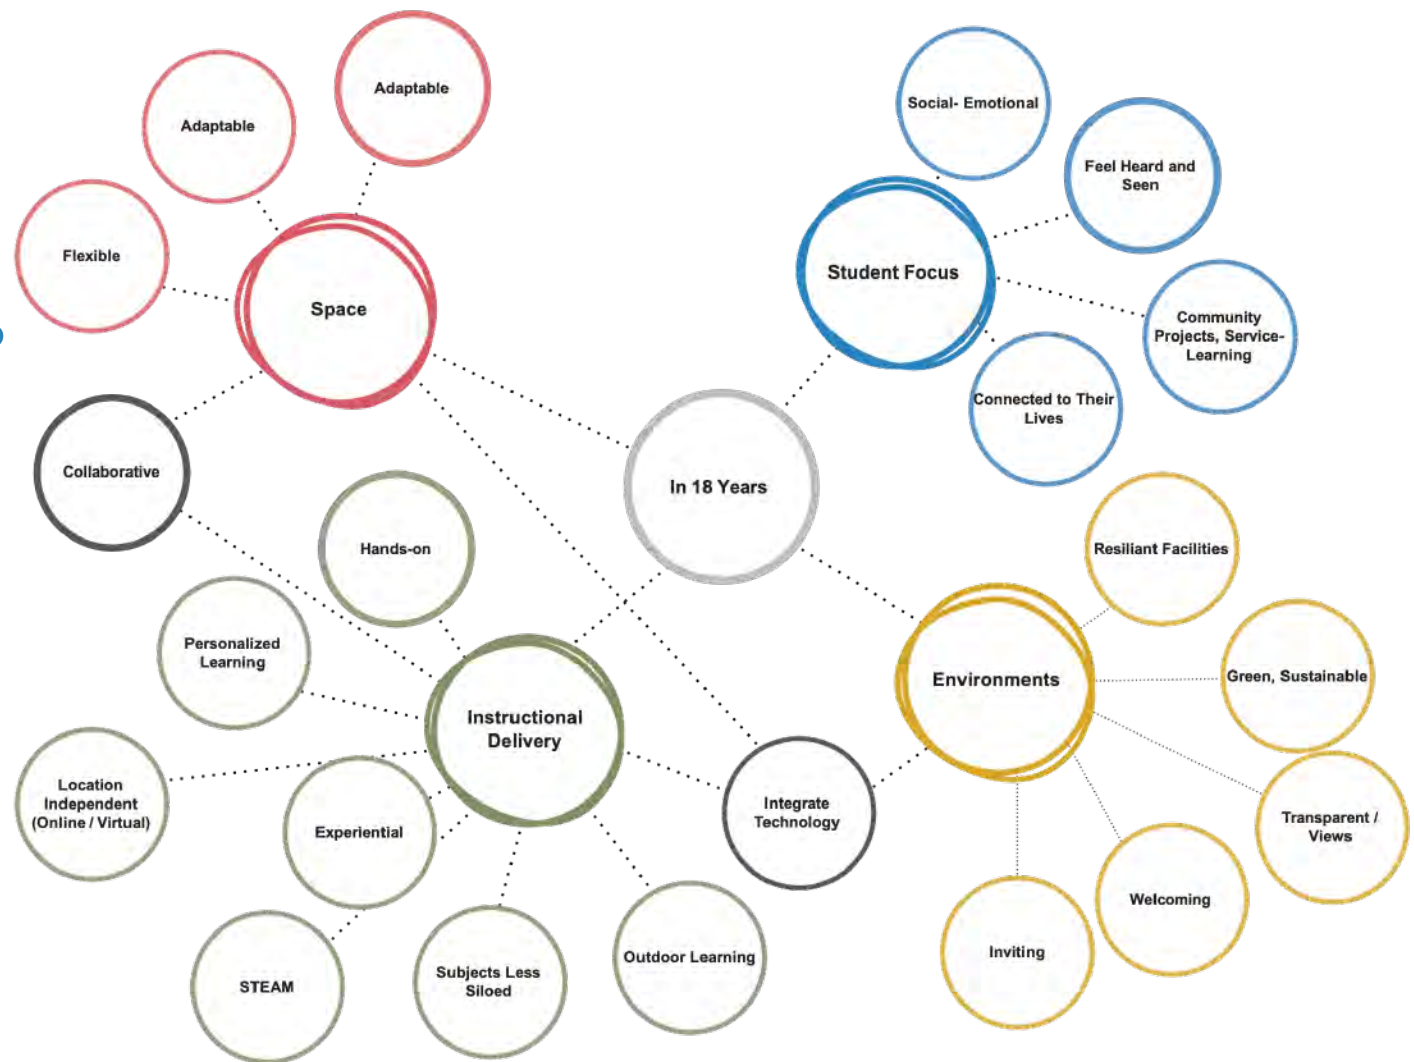 Adaptable
Adaptable
Flexible
Space
Collaborative
Social- Emotional
Feel Heard and
Seen
Student Focus
Community
Projects, Service-
Learning
Connected to Their
Lives
In 18 Years
Hands-on
Personalized
Learning
Instructional
Delivery
Location
Independent
(Online / Virtual)
Experiential
STEAM
Subjects Less
Siloed
Outdoor Learning
Integrate
Technology
Resiliant Facilities
Environments
Green, Sustainable
Transparent /
Views
Welcoming
Inviting